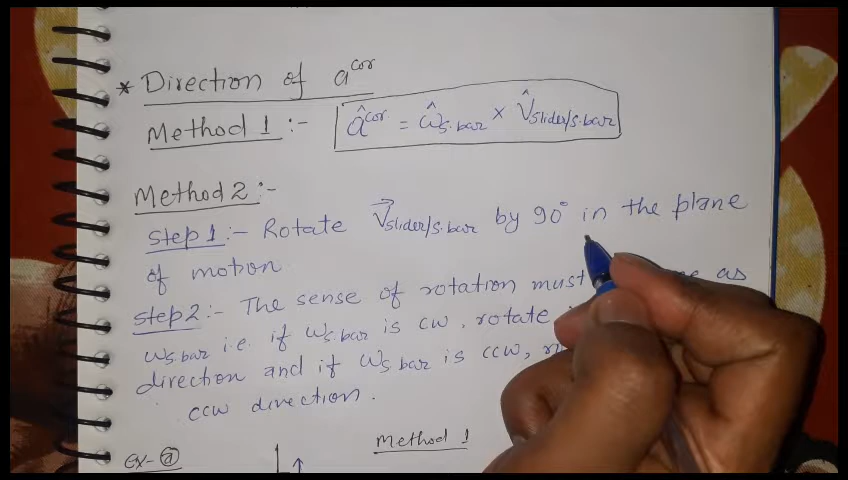 * Direction of a^cor
Method 1 :- â^cor = ω̂s.bar × V̂slider/s.bar
Method 2 :-
Step 1 :- Rotate V⃗slider/s.bar by 90° in the plane
of motion
Step 2 :- The sense of rotation must as
ωs.bar i.e. if ωs.bar is cw, rotate
direction and if ωs bar is ccw,
ccw direction.
Method 1
Ex- ⓐ